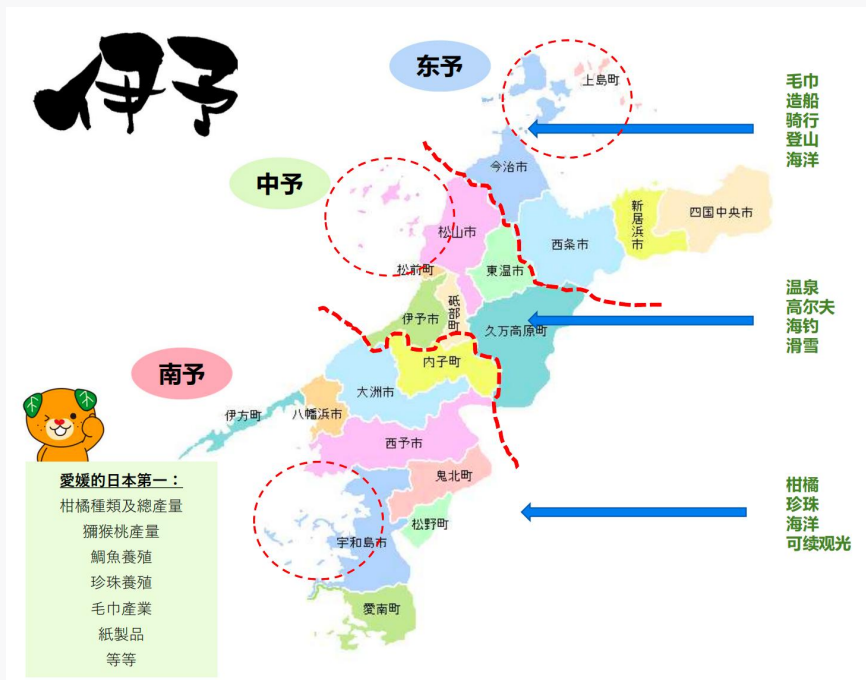 伊予
东予
上島町
毛巾
造船
骑行
登山
海洋
今治市
中予
新居浜市
四国中央市
松山市
西条市
東温市
松前町
温泉
高尔夫
海钓
滑雪
砥部町
伊予市
久万高原町
内子町
南予
大洲市
伊方町
八幡浜市
西予市
愛媛的日本第一：
柑橘種類及總產量
獼猴桃產量
鯛魚養殖
珍珠養殖
毛巾產業
紙製品
等等
鬼北町
柑橘
珍珠
海洋
可续观光
松野町
宇和島市
愛南町